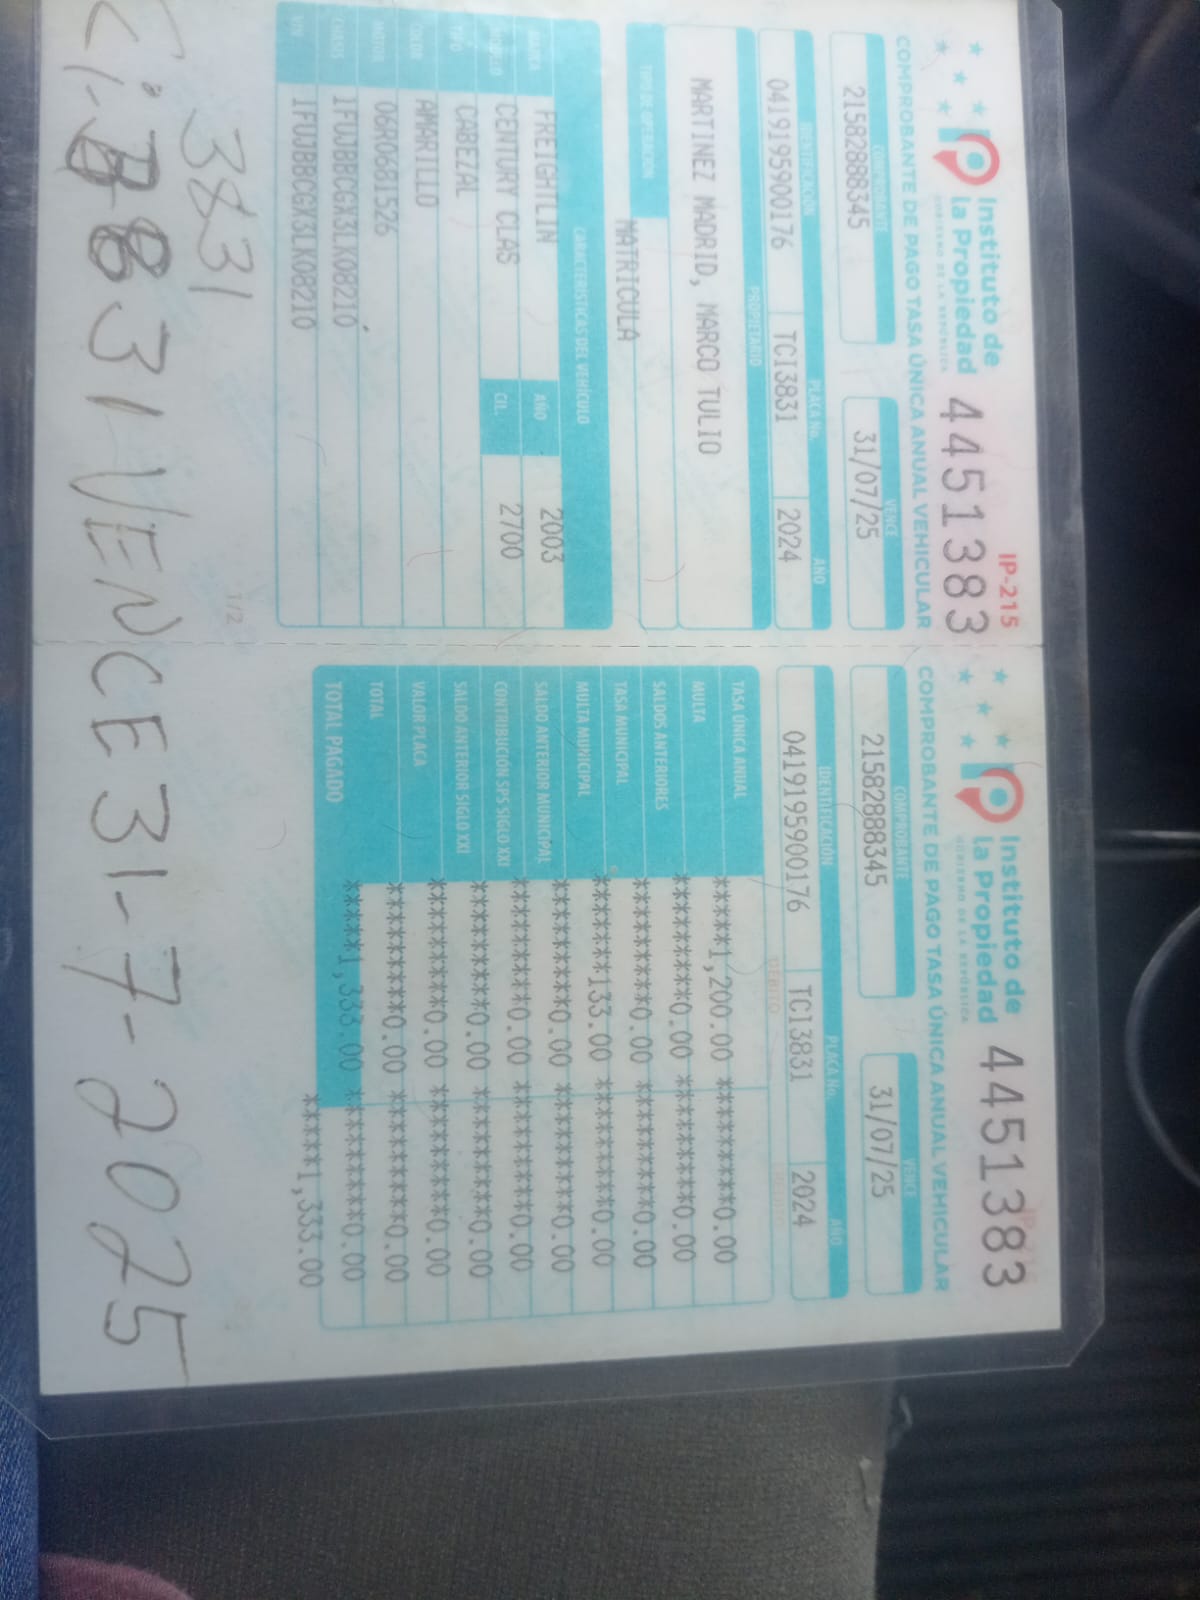 Instituto de
la Propiedad
GOBIERNO DE LA REPÚBLICA
IP-215
4451383
COMPROBANTE DE PAGO TASA ÚNICA ANUAL VEHICULAR
COMPROBANTE
VENCE
21582888345
31/07/25
IDENTIFICACIÓN
PLACA No.
AÑO
0419195900176
TCI3831
2024
PROPIETARIO
MARTINEZ MADRID, MARCO TULIO
TIPO DE OPERACIÓN
MATRICULA
CARACTERÍSTICAS DEL VEHÍCULO
MARCA
FREIGHTLIN
AÑO
2003
MODELO
CENTURY CLAS
CIL.
2700
TIPO
CABEZAL
COLOR
AMARILLO
MOTOR
06R0681526
CHASIS
1FUJBBCGX3LK08210
VIN
1FUJBBCGX3LK08210
1/2
Instituto de
la Propiedad
GOBIERNO DE LA REPÚBLICA
4451383
COMPROBANTE DE PAGO TASA ÚNICA ANUAL VEHICULAR
COMPROBANTE
VENCE
21582888345
31/07/25
IDENTIFICACIÓN
PLACA No.
AÑO
0419195900176
TCI3831
2024
DÉBITO
TASA ÚNICA ANUAL
*****1,200.00 *********0.00
MULTA
*********0.00 *********0.00
SALDOS ANTERIORES
*********0.00 *********0.00
TASA MUNICIPAL
*******133.00 *********0.00
MULTA MUNICIPAL
*********0.00 *********0.00
SALDO ANTERIOR MUNICIPAL
*********0.00 *********0.00
CONTRIBUCIÓN SPS SIGLO XXI
*********0.00 *********0.00
SALDO ANTERIOR SIGLO XXI
*********0.00 *********0.00
VALOR PLACA
*********0.00 *********0.00
TOTAL
*****1,333.00 *********0.00
TOTAL PAGADO
*****1,333.00
3831
3831 VENCE 31-7-2025